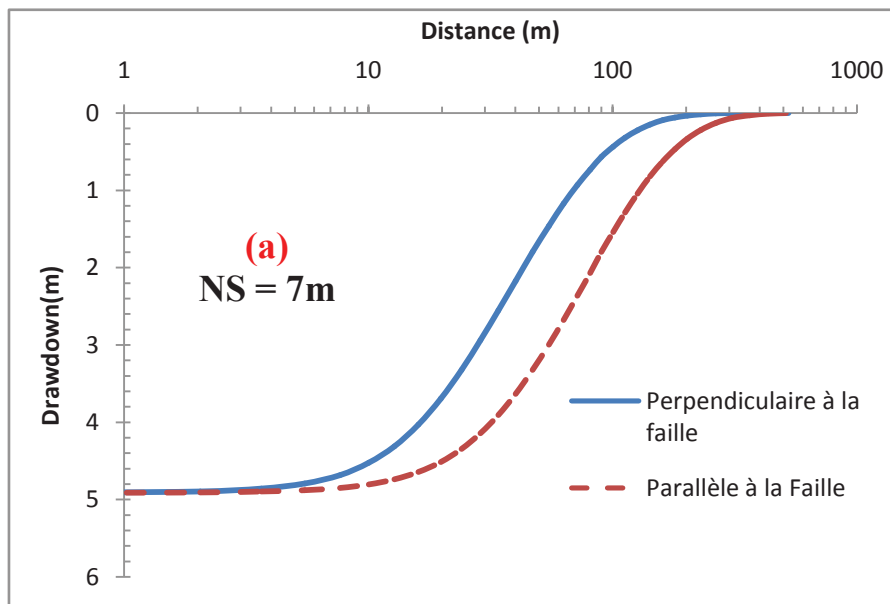 Distance (m)
1 10 100 1000
0
1
2
3
4
5
6
Drawdown(m)
(a)
NS = 7m
Perpendiculaire à la
faille
Parallèle à la Faille